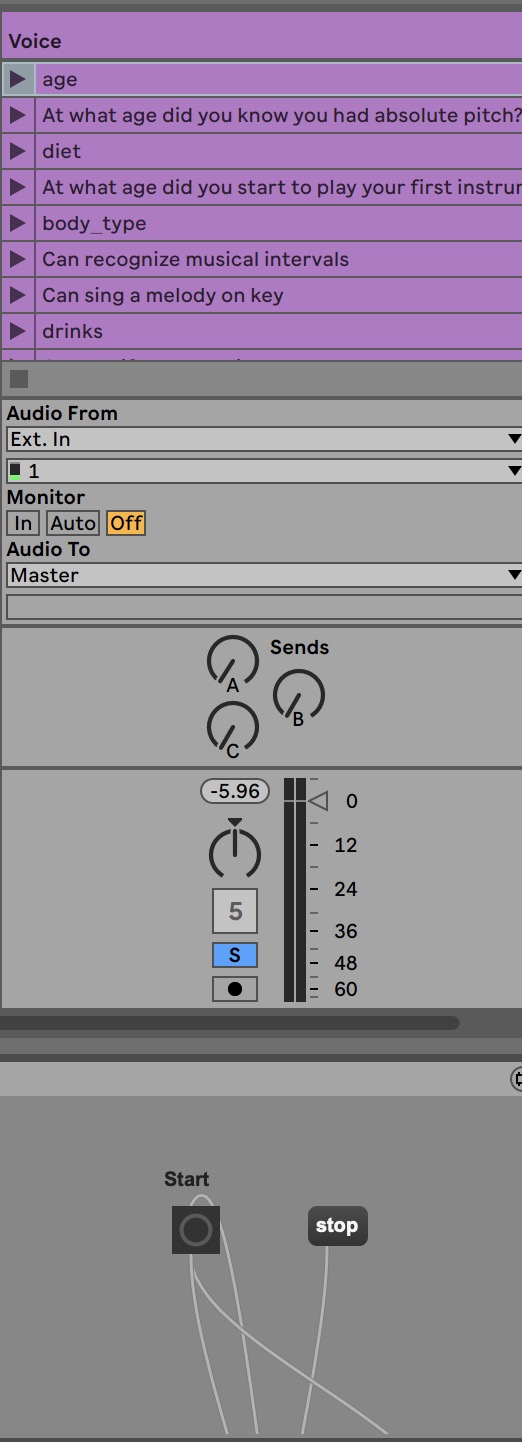 Voice
age
At what age did you know you had absolute pitch?
diet
At what age did you start to play your first
body_type
Can recognize musical intervals
Can sing a melody on key
drinks
Audio From
Ext. In
1
Monitor
In Auto Off
Audio To
Master
Sends
A
B
C
-5.96
0
12
24
5
36
S
48
60
Start
stop